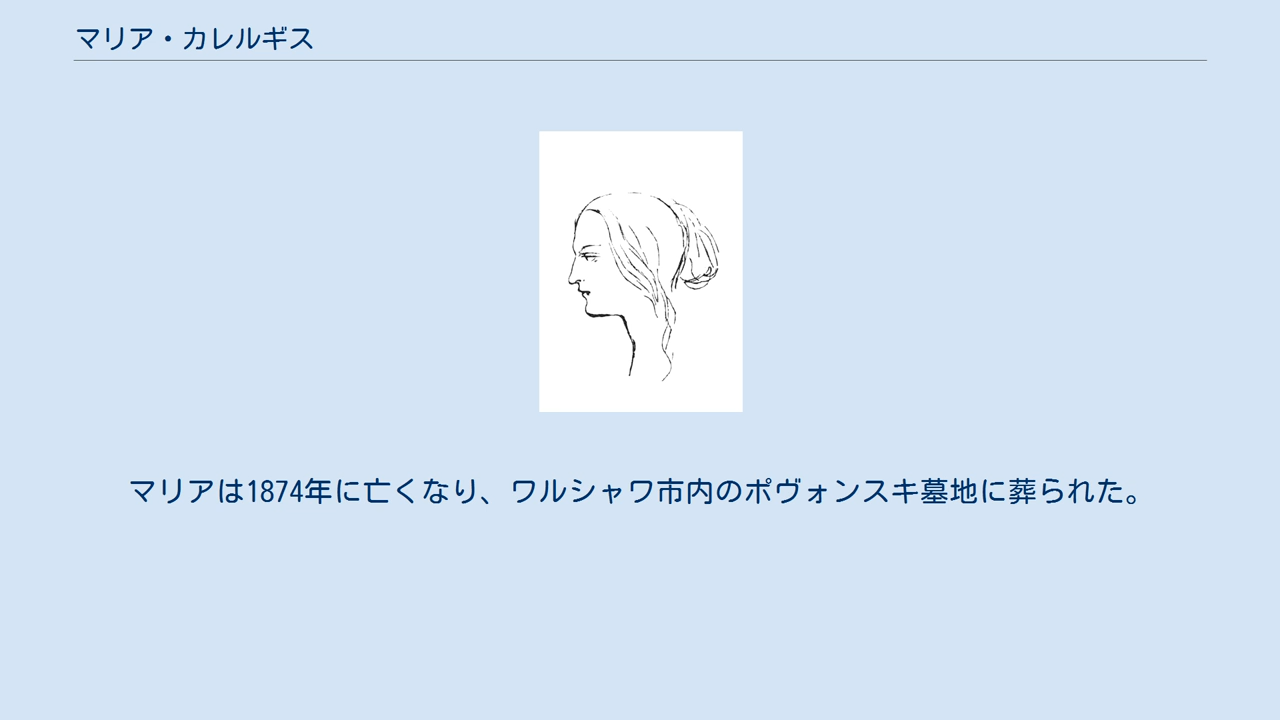 マリア・カレルギス
マリアは1874年に亡くなり、ワルシャワ市内のポヴォンスキ墓地に葬られた。